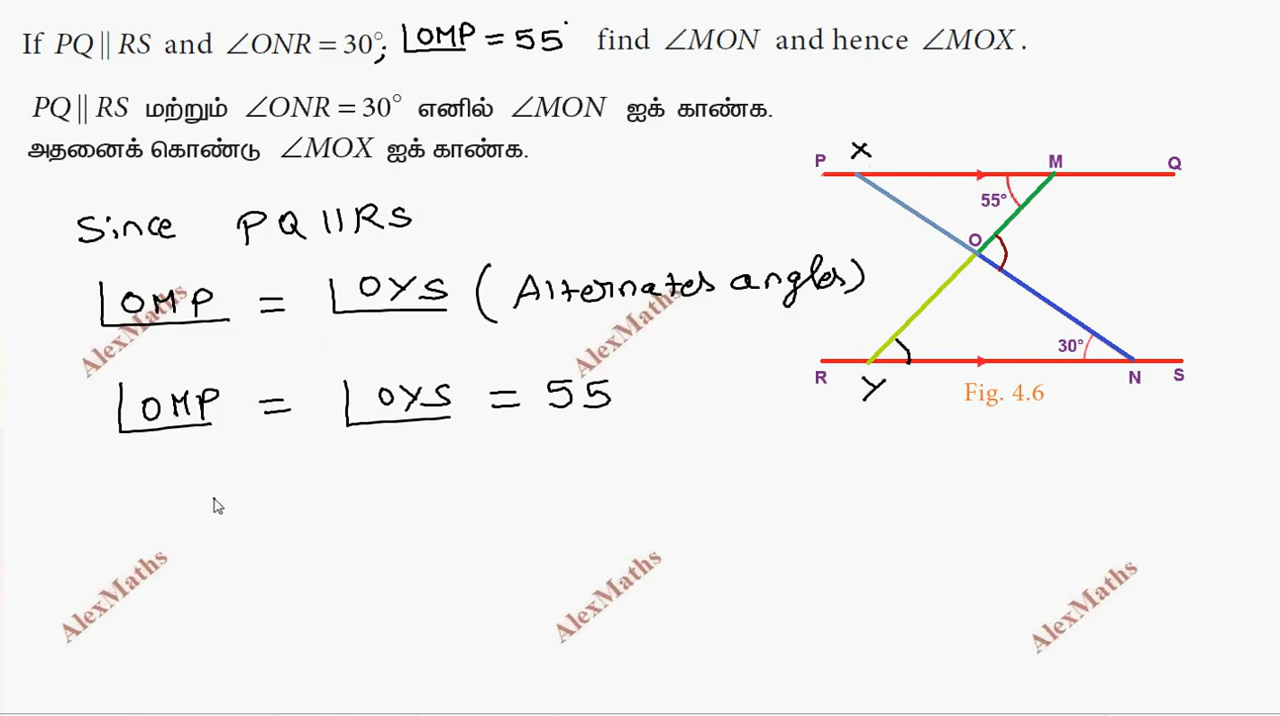 If PQ || RS and ∠ONR = 30°; ∠OMP = 55° find ∠MON and hence ∠MOX.
PQ || RS மற்றும் ∠ONR = 30° எனில் ∠MON ஐக் காண்க.
அதனைக் கொண்டு ∠MOX ஐக் காண்க.
Since PQ || RS
∠OMP = ∠OYS (Alternates angles)
∠OMP = ∠OYS = 55
P X M Q
55°
O
30°
R Y N S
Fig. 4.6
AlexMaths
AlexMaths
AlexMaths
AlexMaths
AlexMaths